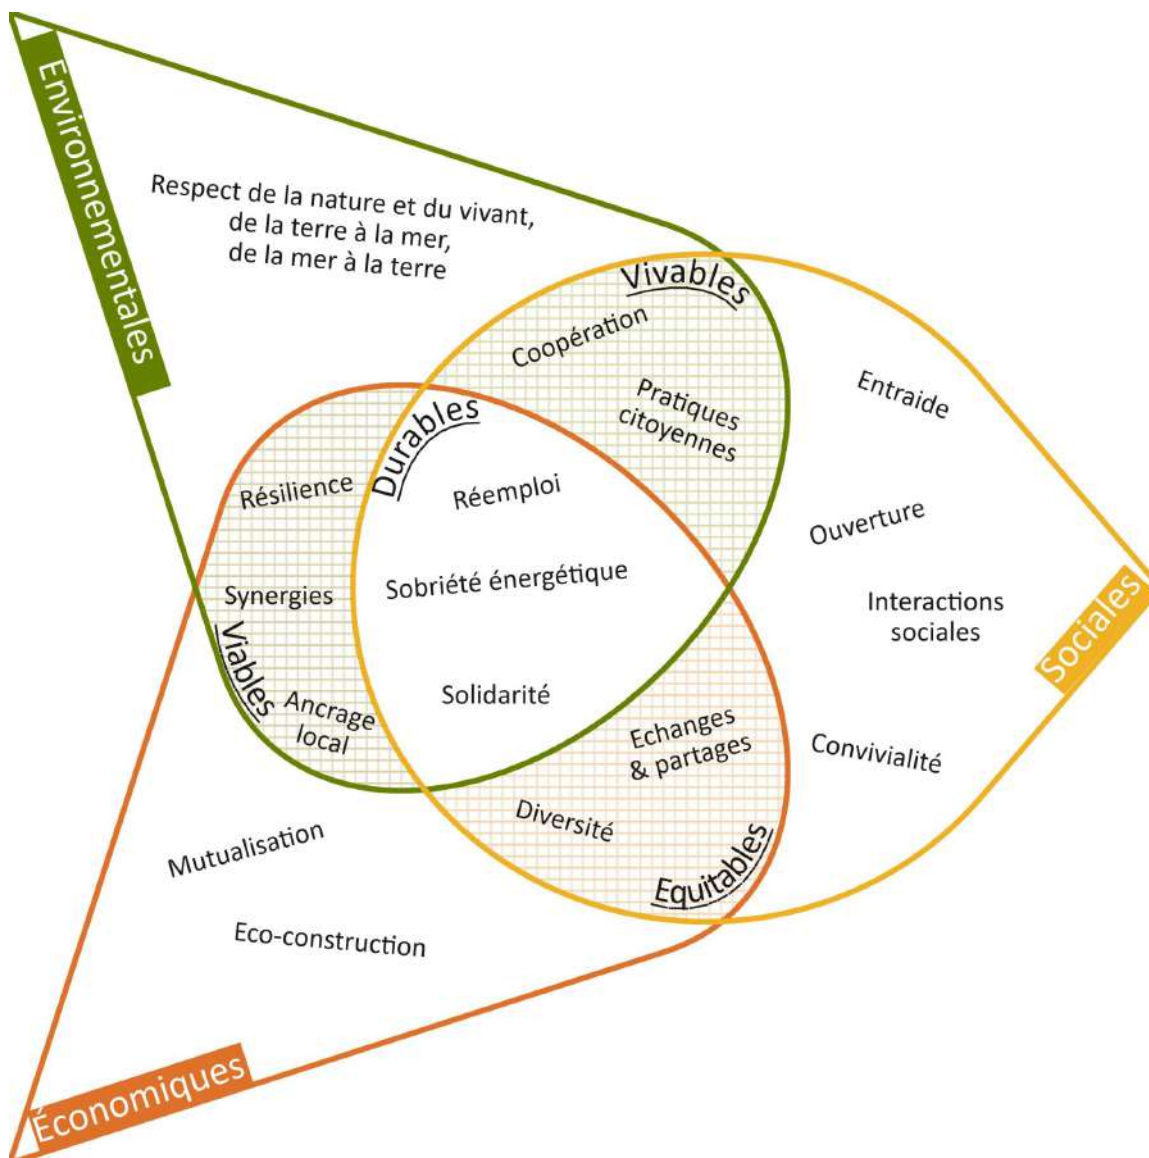 Environnementales
Respect de la nature et du vivant,
de la terre à la mer,
de la mer à la terre
Vivables
Coopération
Pratiques
citoyennes
Entraide
Durables
Résilience
Réemploi
Ouverture
Sobriété énergétique
Synergies
Interactions
sociales
Sociales
Viables
Ancrage
local
Solidarité
Echanges
& partages
Convivialité
Diversité
Mutualisation
Equitables
Eco-construction
Économiques